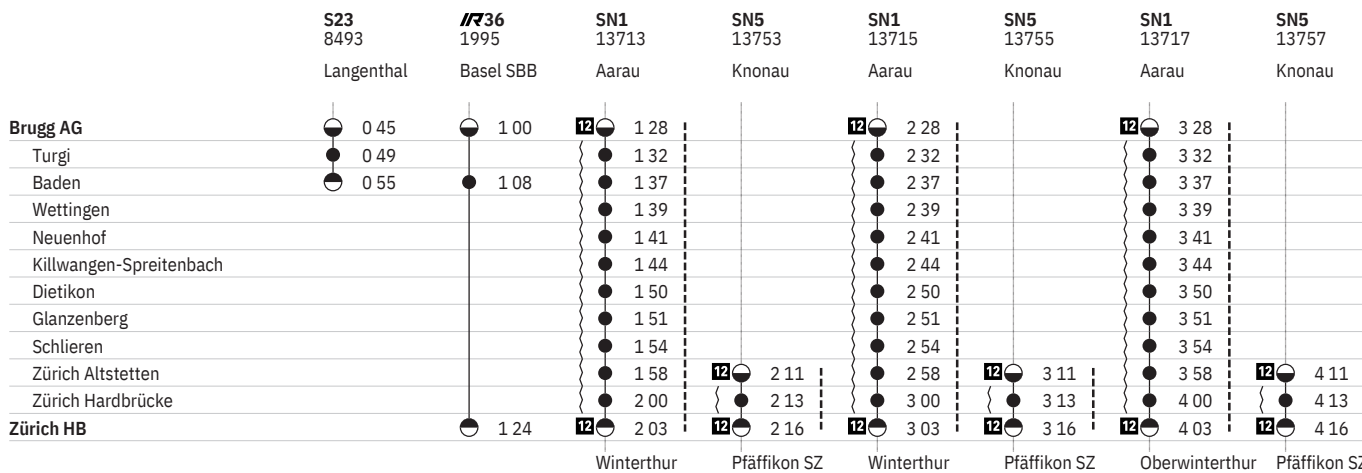 S23 IR36 SN1 SN5 SN1 SN5 SN1 SN5
8493 1995 13713 13753 13715 13755 13717 13757
Langenthal Basel SBB Aarau Knonau Aarau Knonau Aarau Knonau
Brugg AG 0 45 1 00 12 1 28 12 2 28 12 3 28
Turgi 0 49 1 32 2 32 3 32
Baden 0 55 1 08 1 37 2 37 3 37
Wettingen 1 39 2 39 3 39
Neuenhof 1 41 2 41 3 41
Killwangen-Spreitenbach 1 44 2 44 3 44
Dietikon 1 50 2 50 3 50
Glanzenberg 1 51 2 51 3 51
Schlieren 1 54 2 54 3 54
Zürich Altstetten 1 58 12 2 11 2 58 12 3 11 3 58 12 4 11
Zürich Hardbrücke 2 00 2 13 3 00 3 13 4 00 4 13
Zürich HB 1 24 12 2 03 12 2 16 12 3 03 12 3 16 12 4 03 12 4 16
Winterthur Pfäffikon SZ Winterthur Pfäffikon SZ Oberwinterthur Pfäffikon SZ